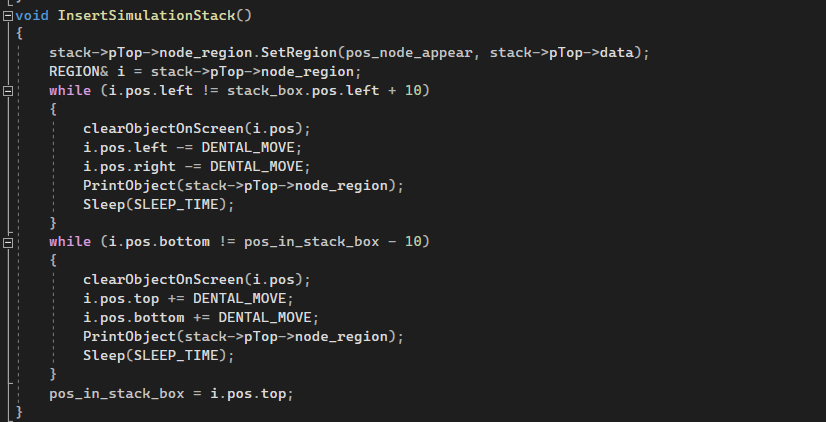 void InsertSimulationStack()
{
    stack->pTop->node_region.SetRegion(pos_node_appear, stack->pTop->data);
    REGION& i = stack->pTop->node_region;
    while (i.pos.left != stack_box.pos.left + 10)
    {
        clearObjectOnScreen(i.pos);
        i.pos.left -= DENTAL_MOVE;
        i.pos.right -= DENTAL_MOVE;
        PrintObject(stack->pTop->node_region);
        Sleep(SLEEP_TIME);
    }
    while (i.pos.bottom != pos_in_stack_box - 10)
    {
        clearObjectOnScreen(i.pos);
        i.pos.top += DENTAL_MOVE;
        i.pos.bottom += DENTAL_MOVE;
        PrintObject(stack->pTop->node_region);
        Sleep(SLEEP_TIME);
    }
    pos_in_stack_box = i.pos.top;
}